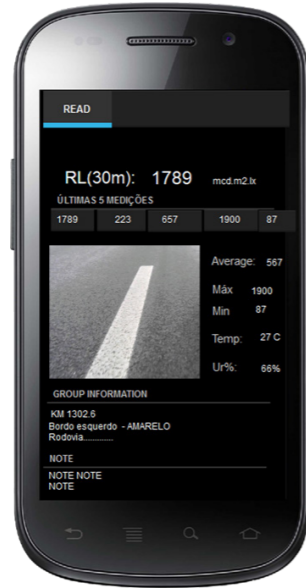 READ
RL(30m): 1789 mcd.m2.lx
ÚLTIMAS 5 MEDIÇÕES
1789 223 657 1900 87
Average: 567
Máx 1900
Min 87
Temp: 27 C
Ur%: 66%
GROUP INFORMATION
KM 1302.6
Bordo esquerdo - AMARELO
Rodovia______
NOTE
NOTE NOTE
NOTE